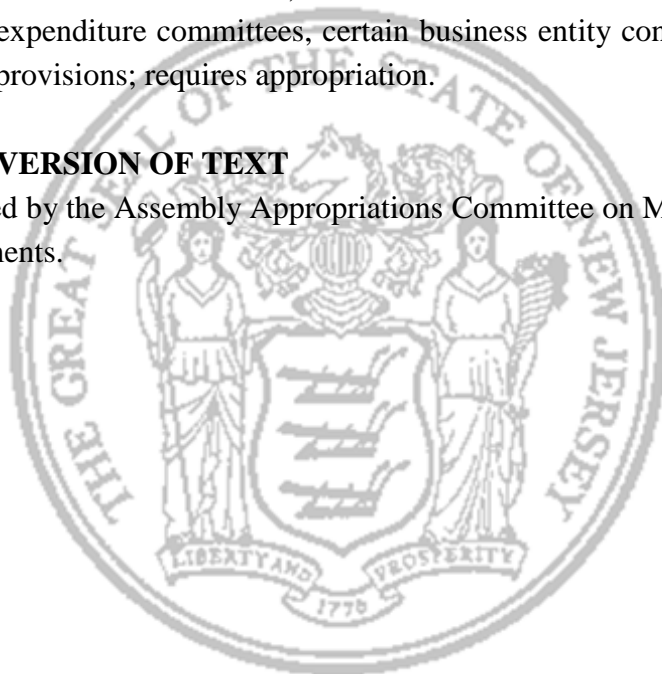 expenditure committees, certain business entity con
provisions; requires appropriation.
VERSION OF TEXT
ed by the Assembly Appropriations Committee on M
nents.
THE GREAT SEAL OF THE STATE OF NEW JERSEY
LIBERTY AND PROSPERITY
1776